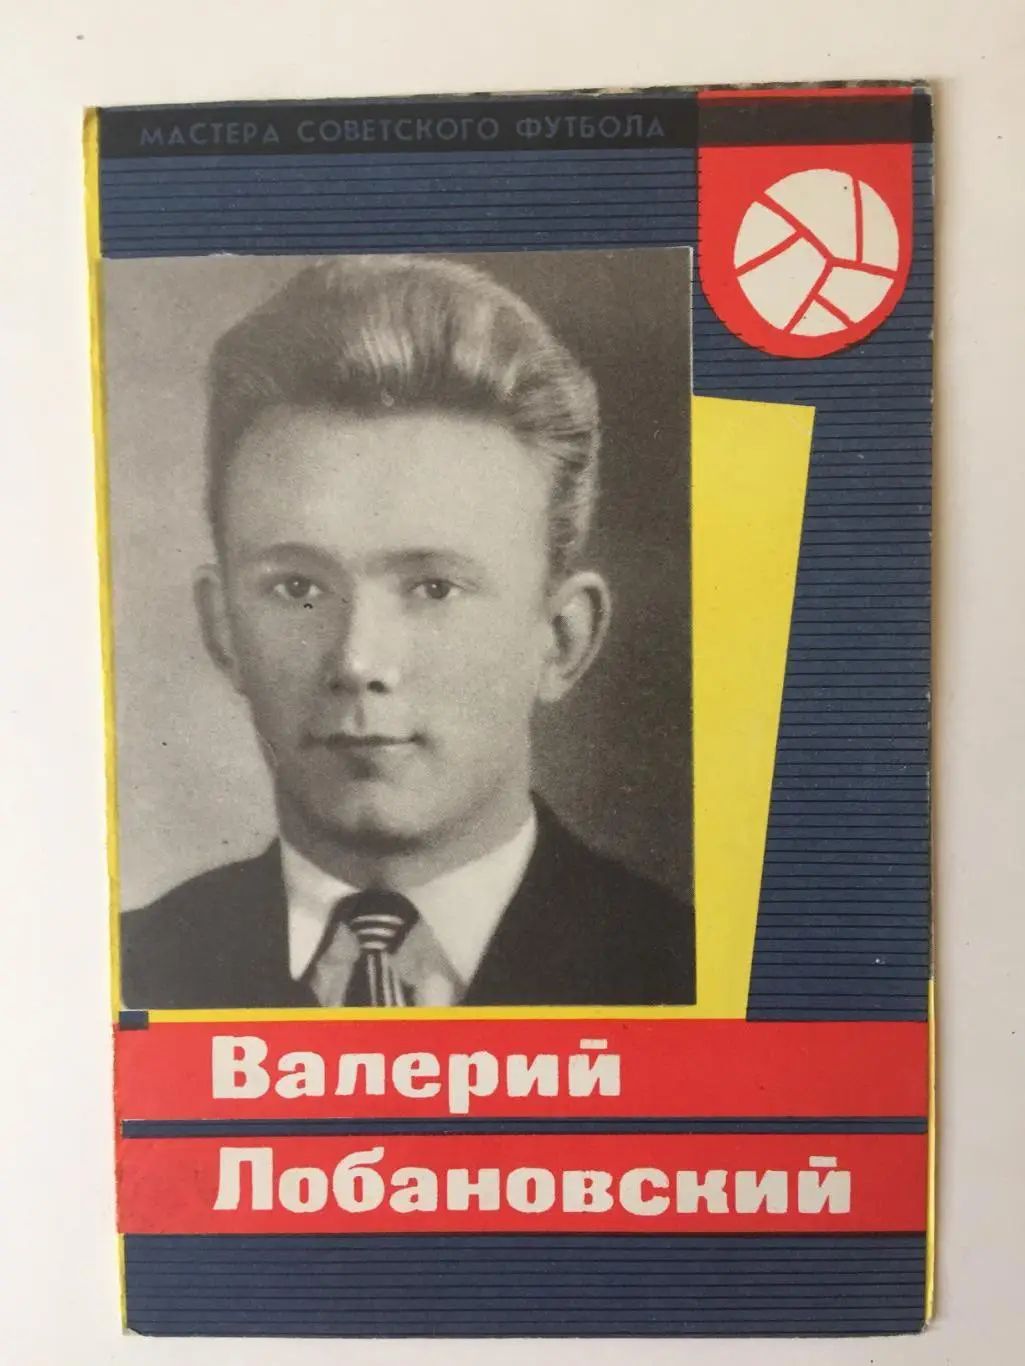 МАСТЕРА СОВЕТСКОГО ФУТБОЛА
Валерий
Лобановский